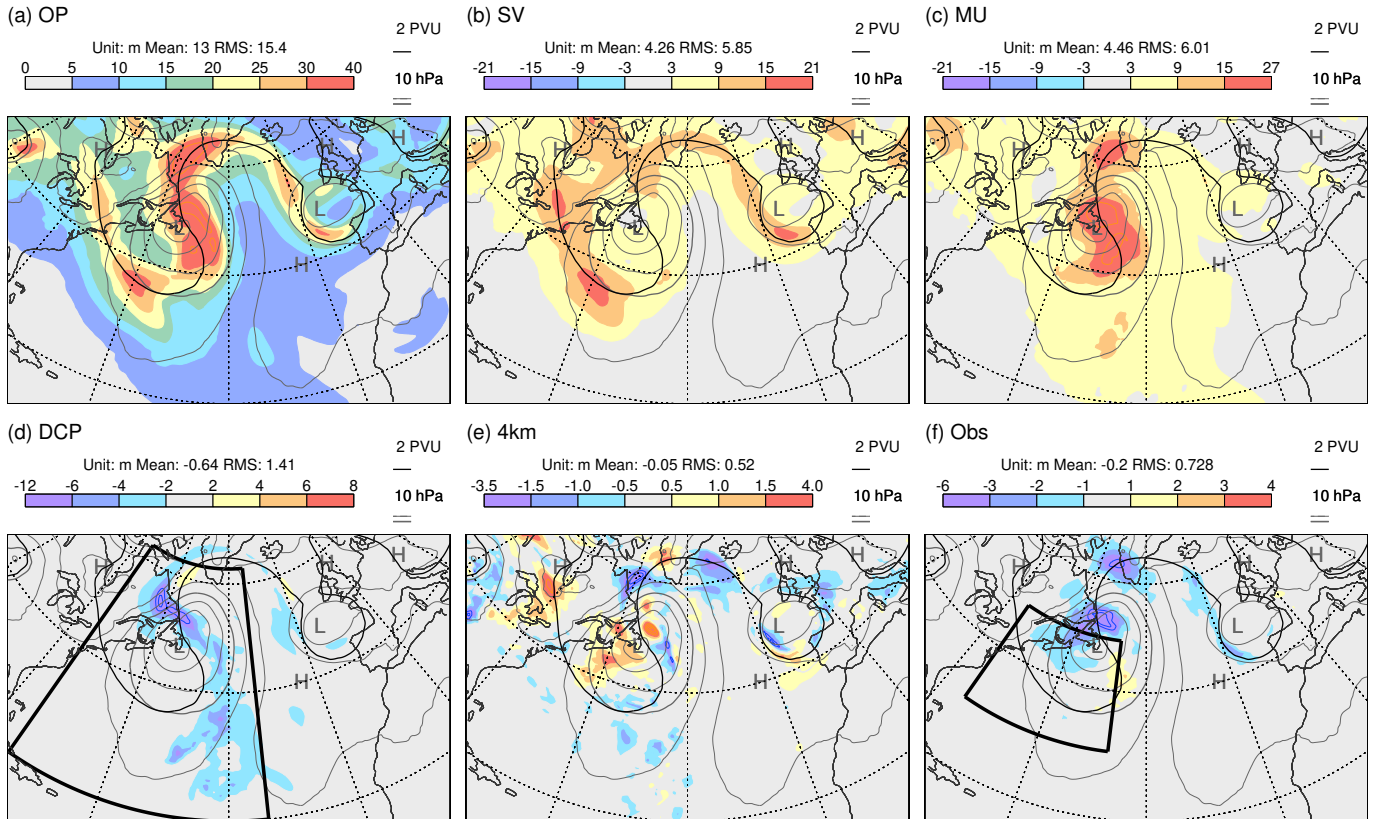 (a) OP
2 PVU
Unit: m Mean: 13 RMS: 15.4
0 5 10 15 20 25 30 40
10 hPa
H
H
H
L
L
H
(b) SV
2 PVU
Unit: m Mean: 4.26 RMS: 5.85
-21 -15 -9 -3 3 9 15 21
10 hPa
H
H
H
L
L
H
(c) MU
2 PVU
Unit: m Mean: 4.46 RMS: 6.01
-21 -15 -9 -3 3 9 15 27
10 hPa
H
H
H
L
L
H
(d) DCP
2 PVU
Unit: m Mean: -0.64 RMS: 1.41
-12 -6 -4 -2 2 4 6 8
10 hPa
H
H
H
L
L
H
(e) 4km
2 PVU
Unit: m Mean: -0.05 RMS: 0.52
-3.5 -1.5 -1.0 -0.5 0.5 1.0 1.5 4.0
10 hPa
H
H
H
L
L
H
(f) Obs
2 PVU
Unit: m Mean: -0.2 RMS: 0.728
-6 -3 -2 -1 1 2 3 4
10 hPa
H
H
H
L
L
H